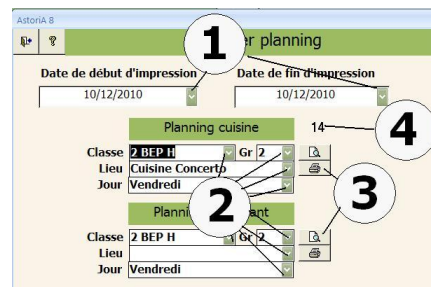 AstoriA 8
? 1 er planning
Date de début d'impression Date de fin d'impression
10/12/2010 10/12/2010
Planning cuisine 14 4
Classe 2 BEP H Gr 2
Lieu Cuisine Concerto
Jour Vendredi
2 3
Planning ant
Classe 2 BEP H Gr 2
Lieu
Jour Vendredi